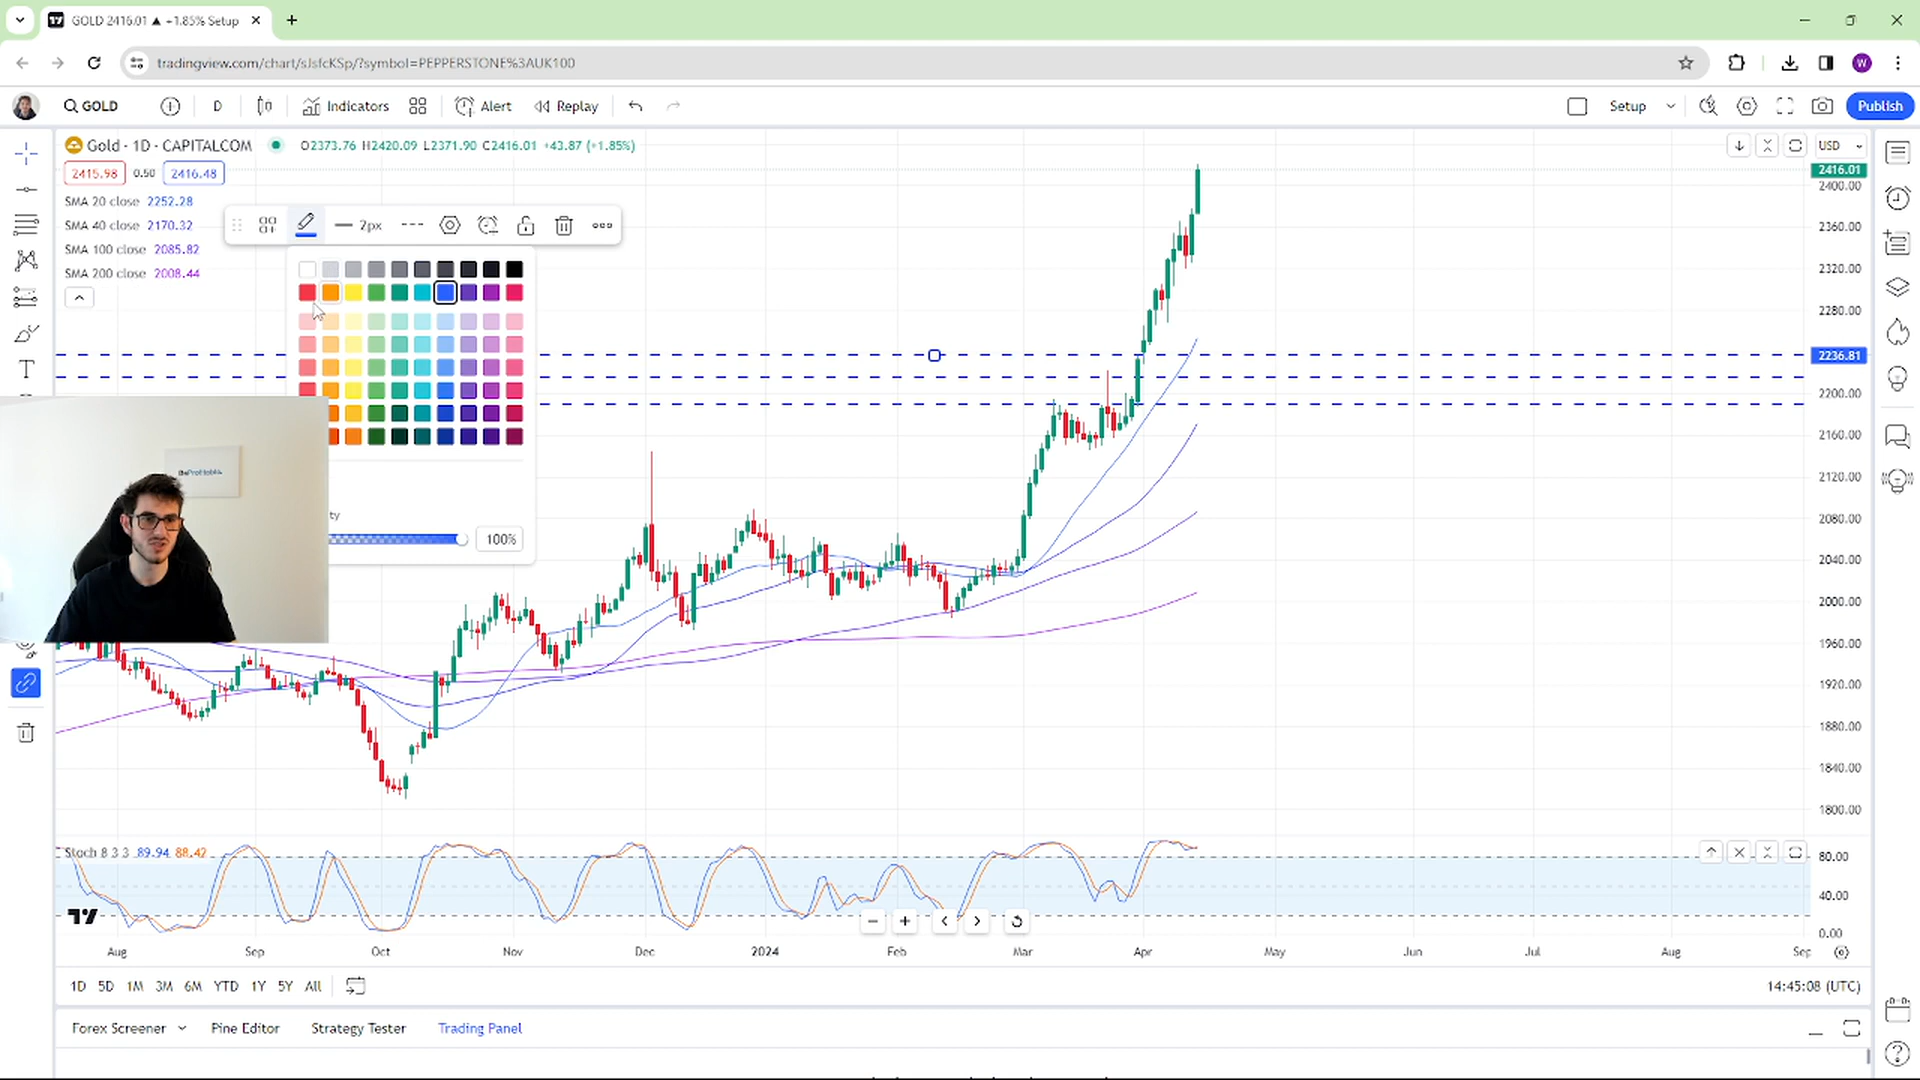 GOLD 2416.01 ▲ +1.85% Setup
tradingview.com/chart/sJsfcKSp/?symbol=PEPPERSTONE%3AUK100
W
GOLD
D
Indicators
Alert
Replay
Setup
Publish
Gold · 1D · CAPITALCOM
O2373.76 H2420.09 L2371.90 C2416.01 +43.87 (+1.85%)
USD
2415.98 0.50 2416.48
SMA 20 close 2252.28
SMA 40 close 2170.32
SMA 100 close 2085.82
SMA 200 close 2008.44
2px
ty
100%
2416.01
2400.00
2360.00
2320.00
2280.00
2236.81
2200.00
2160.00
2120.00
2080.00
2040.00
2000.00
1960.00
1920.00
1880.00
1840.00
1800.00
Stoch 8 3 3 89.94 88.42
80.00
40.00
0.00
Aug Sep Oct Nov Dec 2024 Feb Mar Apr May Jun Jul Aug Sep
1D 5D 1M 3M 6M YTD 1Y 5Y All
14:45:08 (UTC)
Forex Screener Pine Editor Strategy Tester Trading Panel